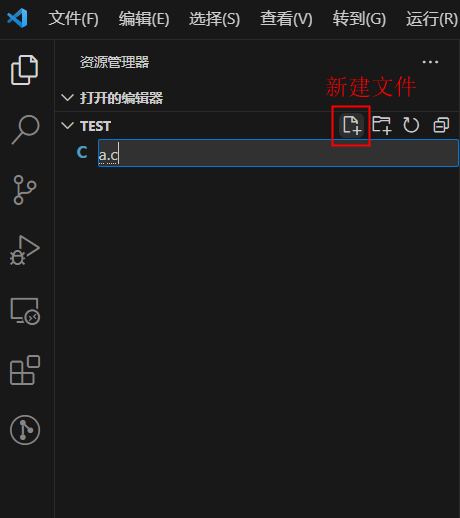 文件(F) 编辑(E) 选择(S) 查看(V) 转到(G) 运行(R)
资源管理器
新建文件
打开的编辑器
TEST
C a.c